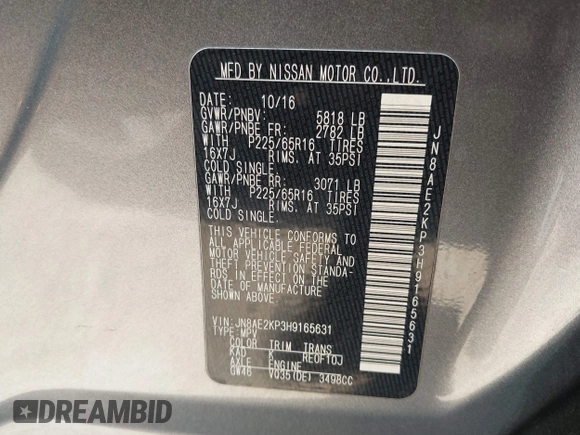 MFD BY NISSAN MOTOR CO.,LTD.
DATE: 10/16
GVWR/PNBV: 5818 LB
GAWR/PNBE FR: 2782 LB
WITH P225/65R16 TIRES
16X7J RIMS. AT 35PSI
COLD SINGLE.
GAWR/PNBE RR: 3071 LB
WITH P225/65R16 TIRES
16X7J RIMS. AT 35PSI
COLD SINGLE.
THIS VEHICLE CONFORMS TO
ALL APPLICABLE FEDERAL
MOTOR VEHICLE SAFETY AND
THEFT PREVENTION STANDA-
RDS IN EFFECT ON THE
DATE OF MANUFACTURE
SHOWN ABOVE.
VIN: JN8AE2KP3H9165631
TYPE: MPV
COLOR TRIM TRANS
KAD K RE0F10J
AXLE ENGINE
GW46 VQ35(DE) 3498CC
JN8AE2KP3H9165631
DREAMBID